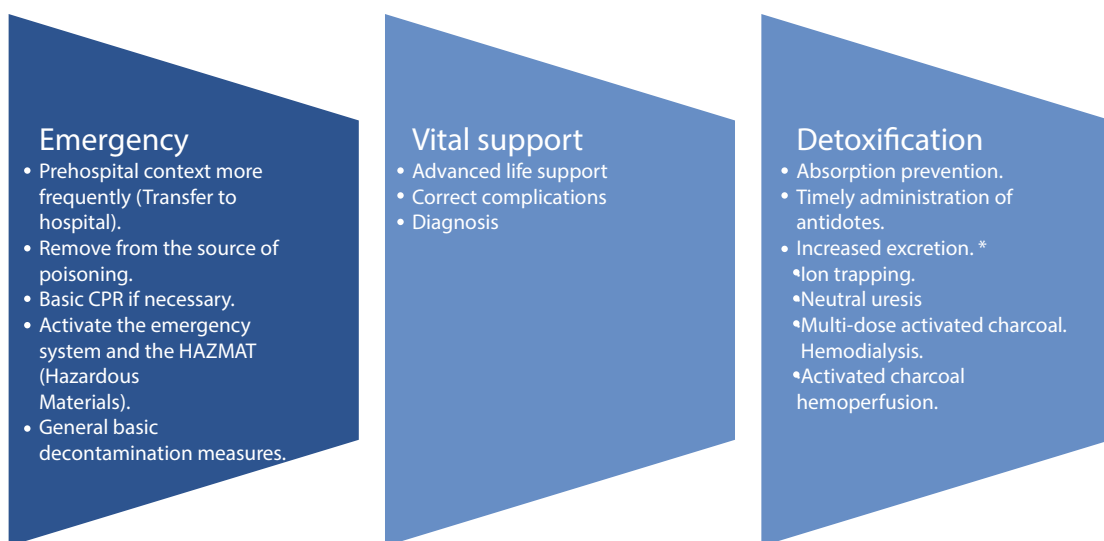 Emergency
• Prehospital context more
frequently (Transfer to
hospital).
• Remove from the source of
poisoning.
• Basic CPR if necessary.
• Activate the emergency
system and the HAZMAT
(Hazardous
Materials).
• General basic
decontamination measures.
Vital support
• Advanced life support
• Correct complications
• Diagnosis
Detoxification
• Absorption prevention.
• Timely administration of
antidotes.
• Increased excretion. *
•Ion trapping.
•Neutral uresis
•Multi-dose activated charcoal.
Hemodialysis.
•Activated charcoal
hemoperfusion.